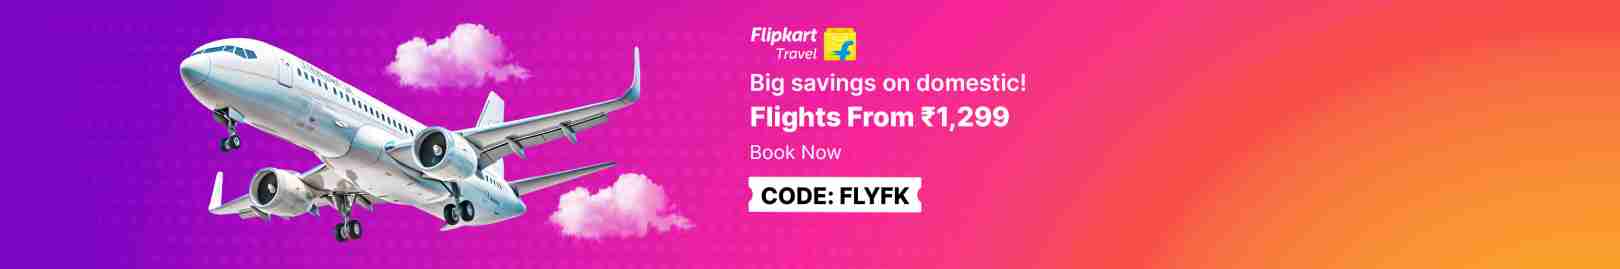 Flipkart
Travel
Big savings on domestic!
Flights From ₹1,299
Book Now
CODE: FLYFK